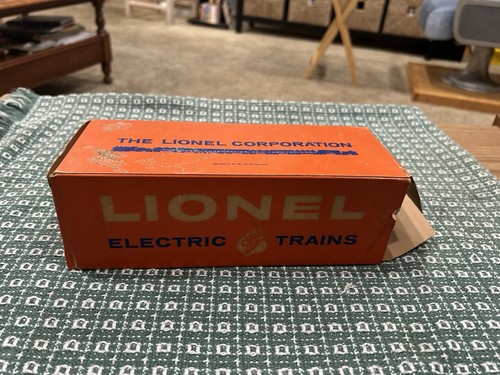 THE LIONEL CORPORATION
LIONEL
ELECTRIC TRAINS